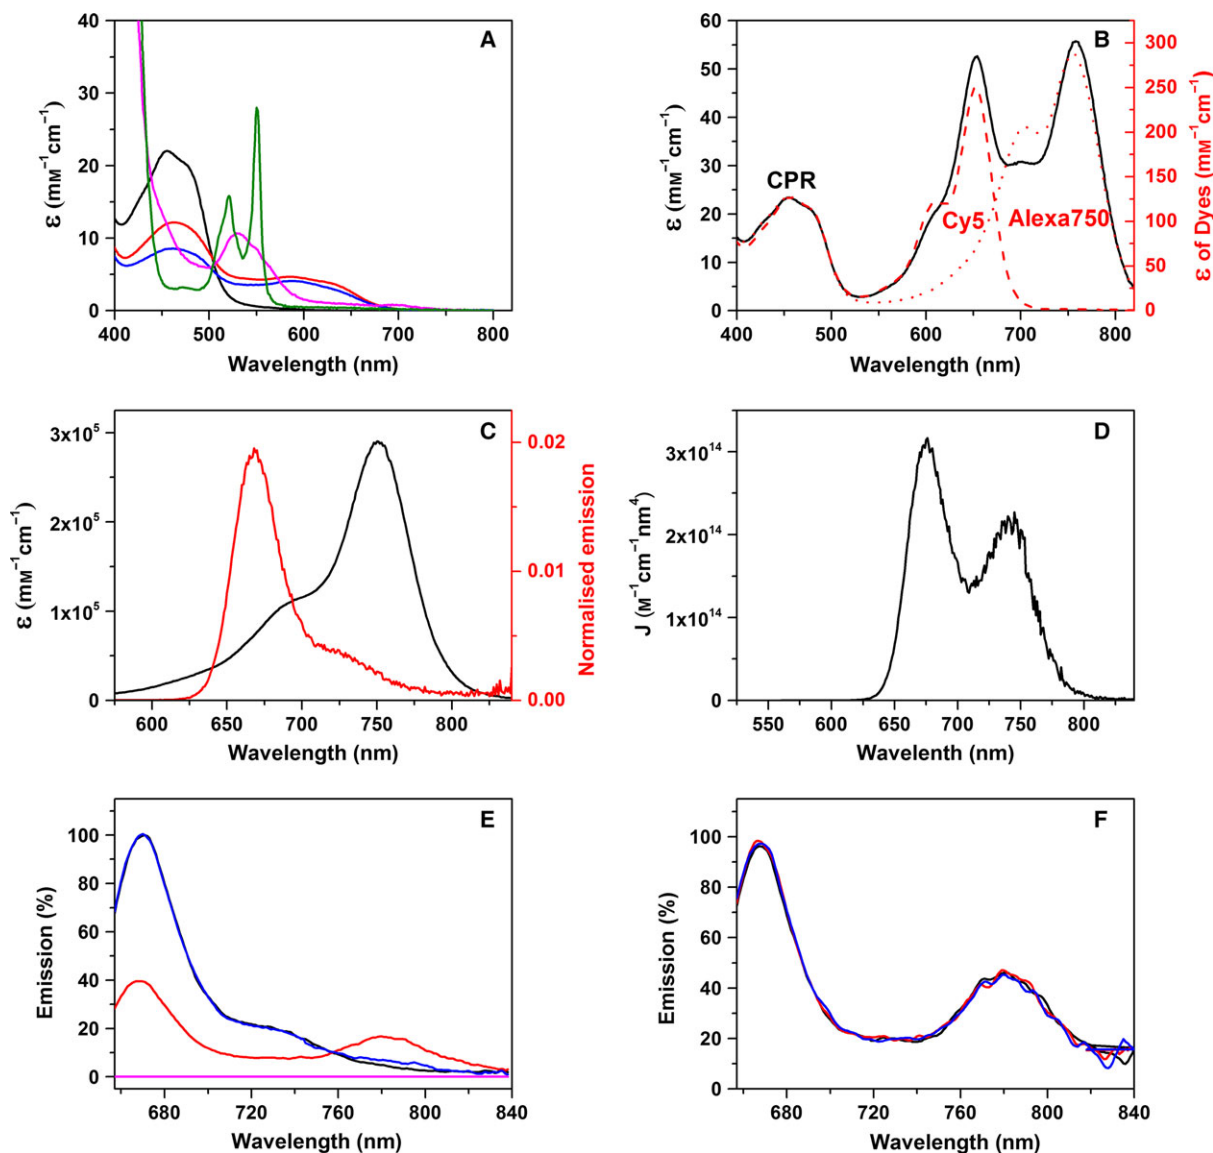 A
ε (mM⁻¹cm⁻¹)
40
30
20
10
0
400 500 600 700 800
Wavelength (nm)
B
ε (mM⁻¹cm⁻¹)
60
50
40
30
20
10
0
CPR
Cy5
Alexa750
300
250
200
150
100
50
0
ε of Dyes (mM⁻¹cm⁻¹)
400 500 600 700 800
Wavelength (nm)
C
ε (mM⁻¹cm⁻¹)
3x10⁵
2x10⁵
1x10⁵
0
0.02
0.01
0.00
Normalised emission
600 650 700 750 800
Wavelength (nm)
D
J (M⁻¹cm⁻¹nm⁴)
3x10¹⁴
2x10¹⁴
1x10¹⁴
0
550 600 650 700 750 800
Wavelenth (nm)
E
Emission (%)
100
80
60
40
20
0
680 720 760 800 840
Wavelength (nm)
F
Emission (%)
100
80
60
40
20
0
680 720 760 800 840
Wavelength (nm)